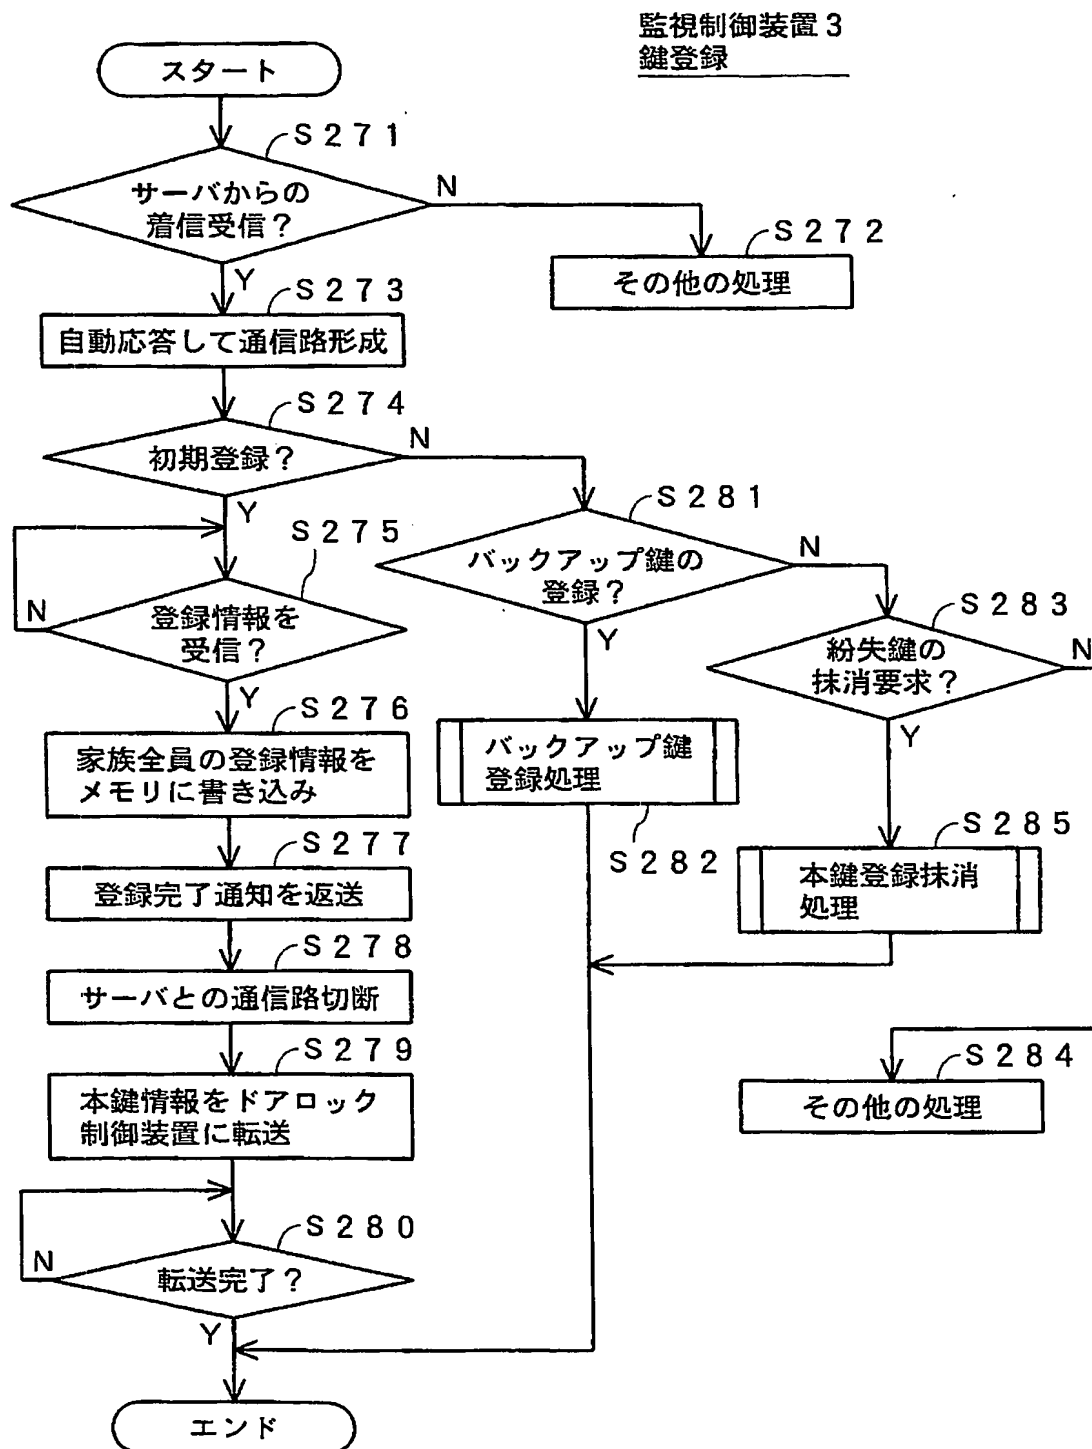 監視制御装置3
鍵登録
スタート
S271
サーバからの
着信受信?
N
Y
S272
その他の処理
S273
自動応答して通信路形成
S274
初期登録?
N
Y
S275
登録情報を
受信?
N
Y
S281
バックアップ鍵の
登録?
N
Y
S283
紛失鍵の
抹消要求?
N
Y
S276
家族全員の登録情報を
メモリに書き込み
バックアップ鍵
登録処理
S282
S277
登録完了通知を返送
S285
本鍵登録抹消
処理
S278
サーバとの通信路切断
S279
本鍵情報をドアロック
制御装置に転送
S284
その他の処理
S280
転送完了?
N
Y
エンド